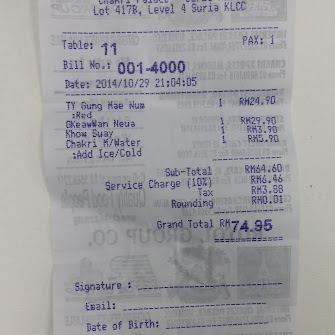 Chakri Palace
Lot 417B, Level 4 Suria KLCC
Table: 11 PAX: 1
Bill No.: 001-4000
Date: 2014/10/29 21:04:05
TY Gung Mae Num 1 RM24.90
:Red
GKeawWan Neua 1 RM29.90
Khow Suay 1 RM3.90
Chakri M/Water 1 RM5.90
:Add Ice/Cold
Sub-Total RM64.60
Service Charge (10%) RM6.46
Tax RM3.88
Rounding RM0.01
Grand Total RM74.95
Signature :
Email:
Date of Birth: